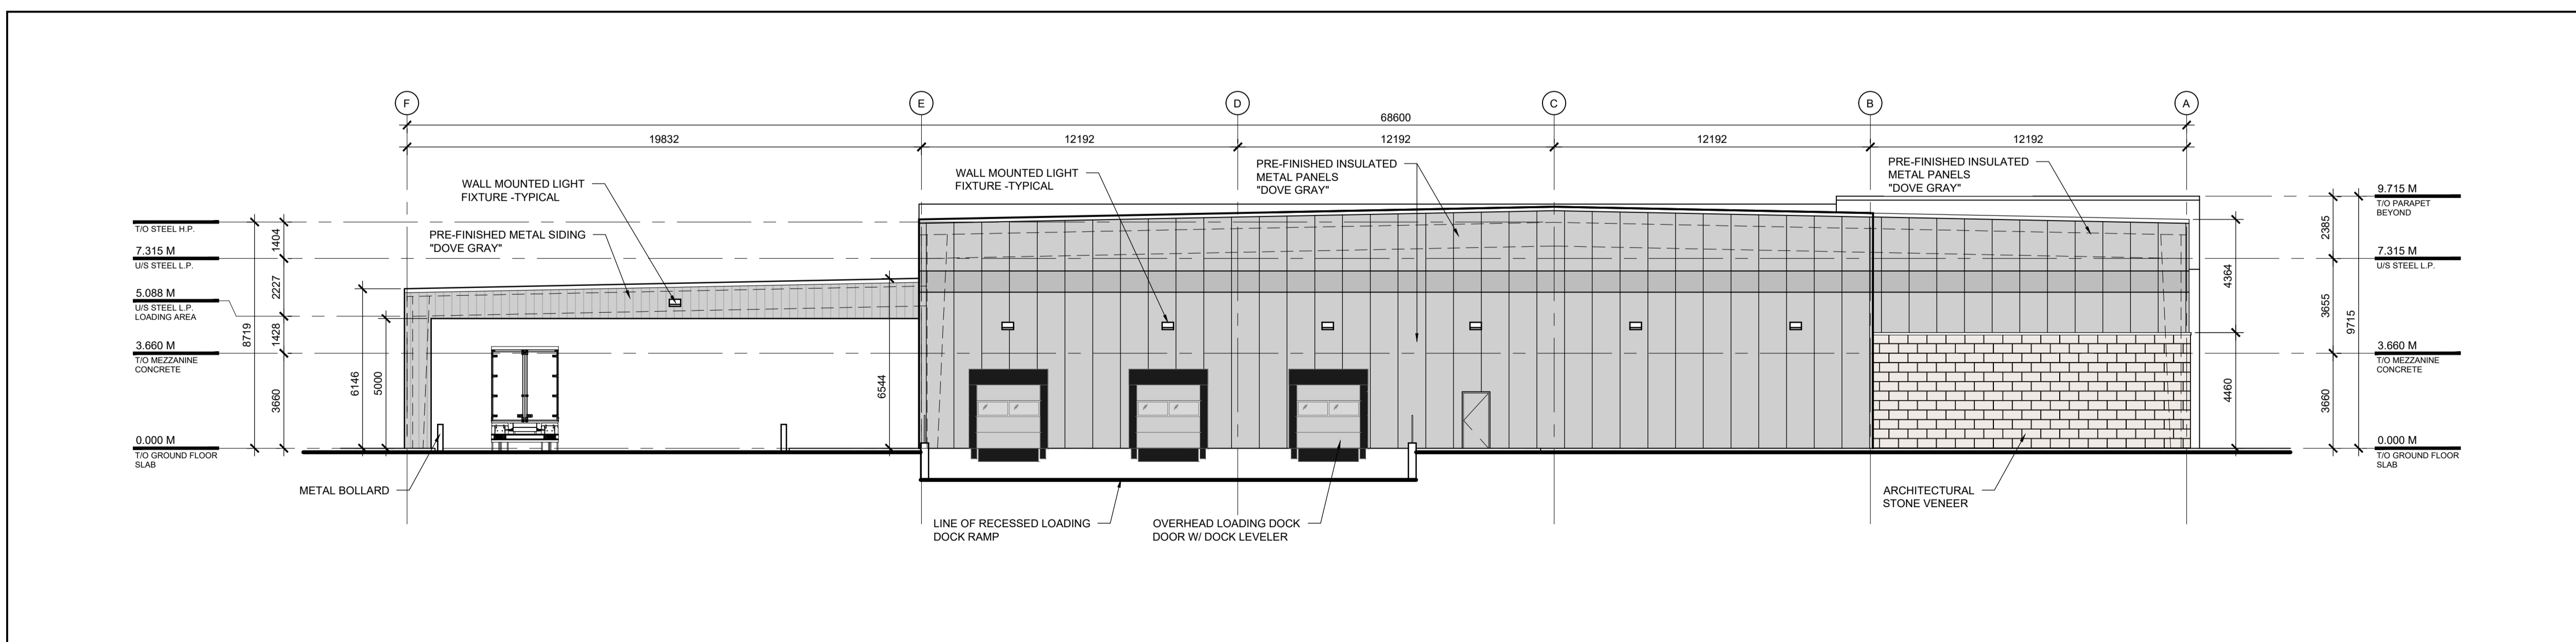 F
E
D
C
B
A
68600
19832
12192
12192
12192
12192
WALL MOUNTED LIGHT
FIXTURE -TYPICAL
PRE-FINISHED METAL SIDING
"DOVE GRAY"
WALL MOUNTED LIGHT
FIXTURE -TYPICAL
PRE-FINISHED INSULATED
METAL PANELS
"DOVE GRAY"
PRE-FINISHED INSULATED
METAL PANELS
"DOVE GRAY"
T/O STEEL H.P.
7.315 M
U/S STEEL L.P.
5.088 M
U/S STEEL L.P.
LOADING AREA
3.660 M
T/O MEZZANINE
CONCRETE
0.000 M
T/O GROUND FLOOR
SLAB
8719
1404
2227
1428
3660
6146
5000
6544
4364
4460
2385
3655
3660
9715
9.715 M
T/O PARAPET
BEYOND
7.315 M
U/S STEEL L.P.
3.660 M
T/O MEZZANINE
CONCRETE
0.000 M
T/O GROUND FLOOR
SLAB
METAL BOLLARD
LINE OF RECESSED LOADING
DOCK RAMP
OVERHEAD LOADING DOCK
DOOR W/ DOCK LEVELER
ARCHITECTURAL
STONE VENEER